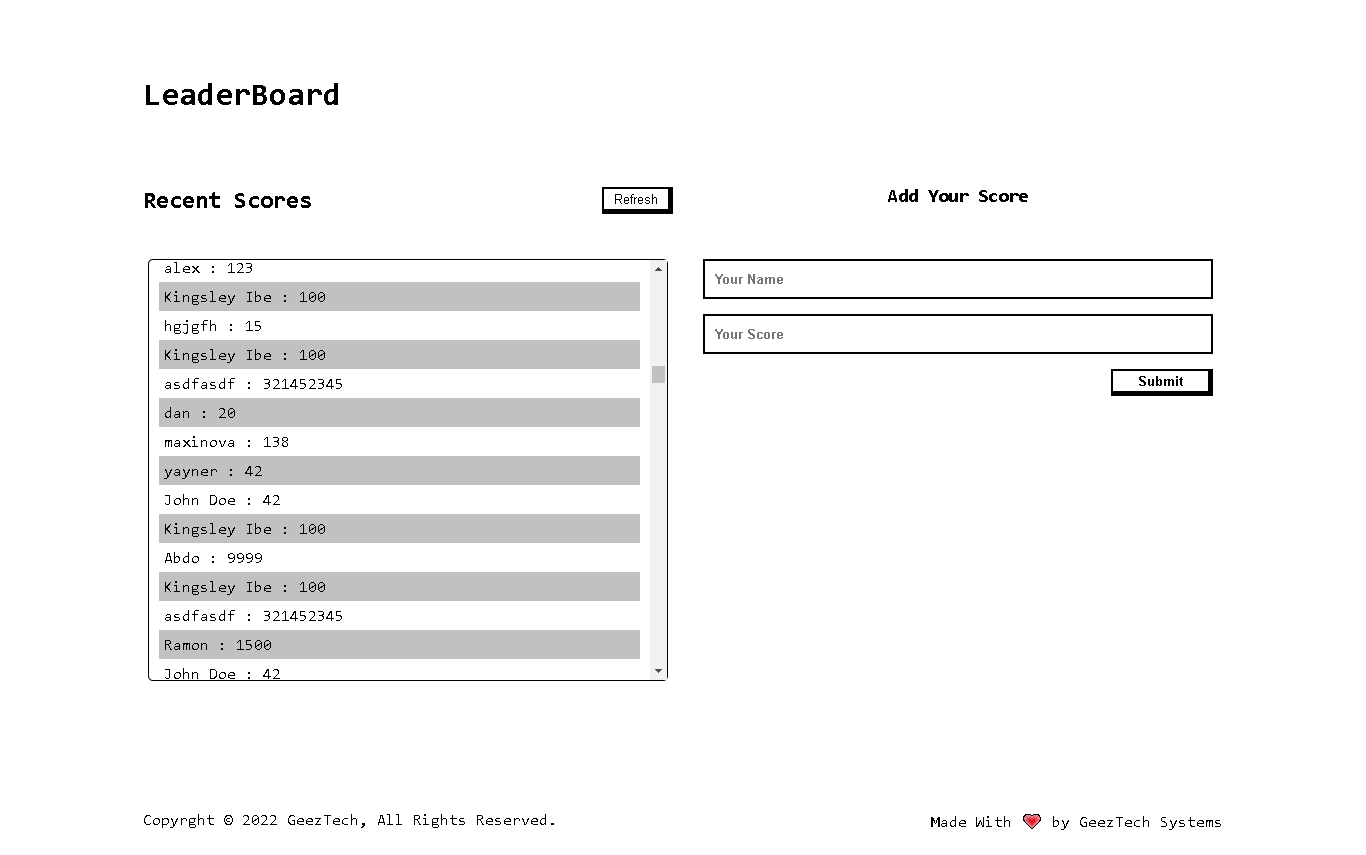 LeaderBoard
Recent Scores
Refresh
alex : 123
Kingsley Ibe : 100
hgjgfh : 15
Kingsley Ibe : 100
asdfasdf : 321452345
dan : 20
maxinova : 138
yayner : 42
John Doe : 42
Kingsley Ibe : 100
Abdo : 9999
Kingsley Ibe : 100
asdfasdf : 321452345
Ramon : 1500
John Doe : 42
Add Your Score
Your Name
Your Score
Submit
Copyrght © 2022 GeezTech, All Rights Reserved.
Made With ❤ by GeezTech Systems